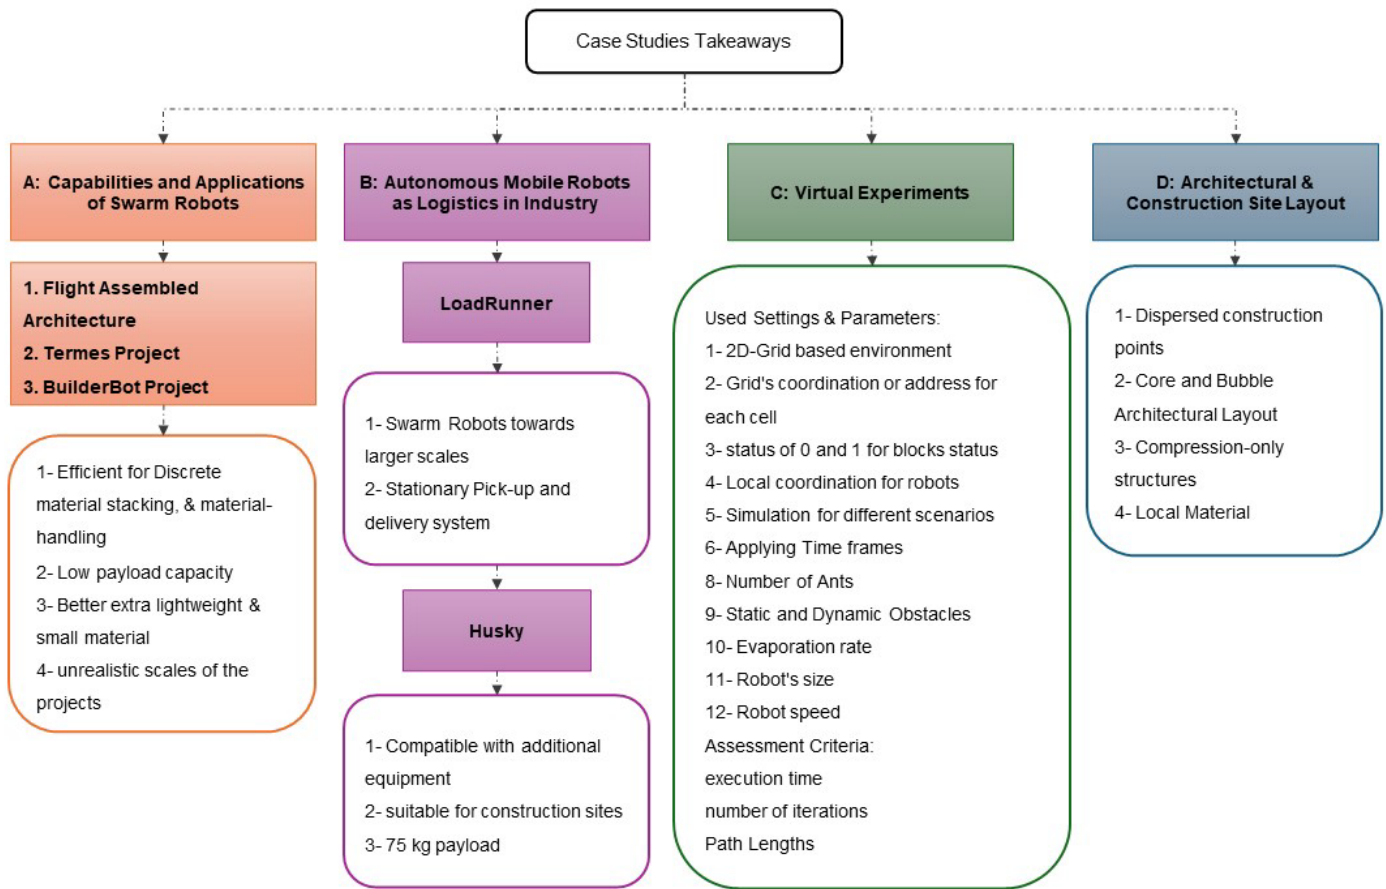 Case Studies Takeaways
A: Capabilities and Applications
of Swarm Robots
1. Flight Assembled
Architecture
2. Termes Project
3. BuilderBot Project
1- Efficient for Discrete
material stacking, & material-
handling
2- Low payload capacity
3- Better extra lightweight &
small material
4- unrealistic scales of the
projects
B: Autonomous Mobile Robots
as Logistics in Industry
LoadRunner
1- Swarm Robots towards
larger scales
2- Stationary Pick-up and
delivery system
Husky
1- Compatible with additional
equipment
2- suitable for construction sites
3- 75 kg payload
C: Virtual Experiments
Used Settings & Parameters:
1- 2D-Grid based environment
2- Grid's coordination or address for
each cell
3- status of 0 and 1 for blocks status
4- Local coordination for robots
5- Simulation for different scenarios
6- Applying Time frames
8- Number of Ants
9- Static and Dynamic Obstacles
10- Evaporation rate
11- Robot's size
12- Robot speed
Assessment Criteria:
execution time
number of iterations
Path Lengths
D: Architectural &
Construction Site Layout
1- Dispersed construction
points
2- Core and Bubble
Architectural Layout
3- Compression-only
structures
4- Local Material